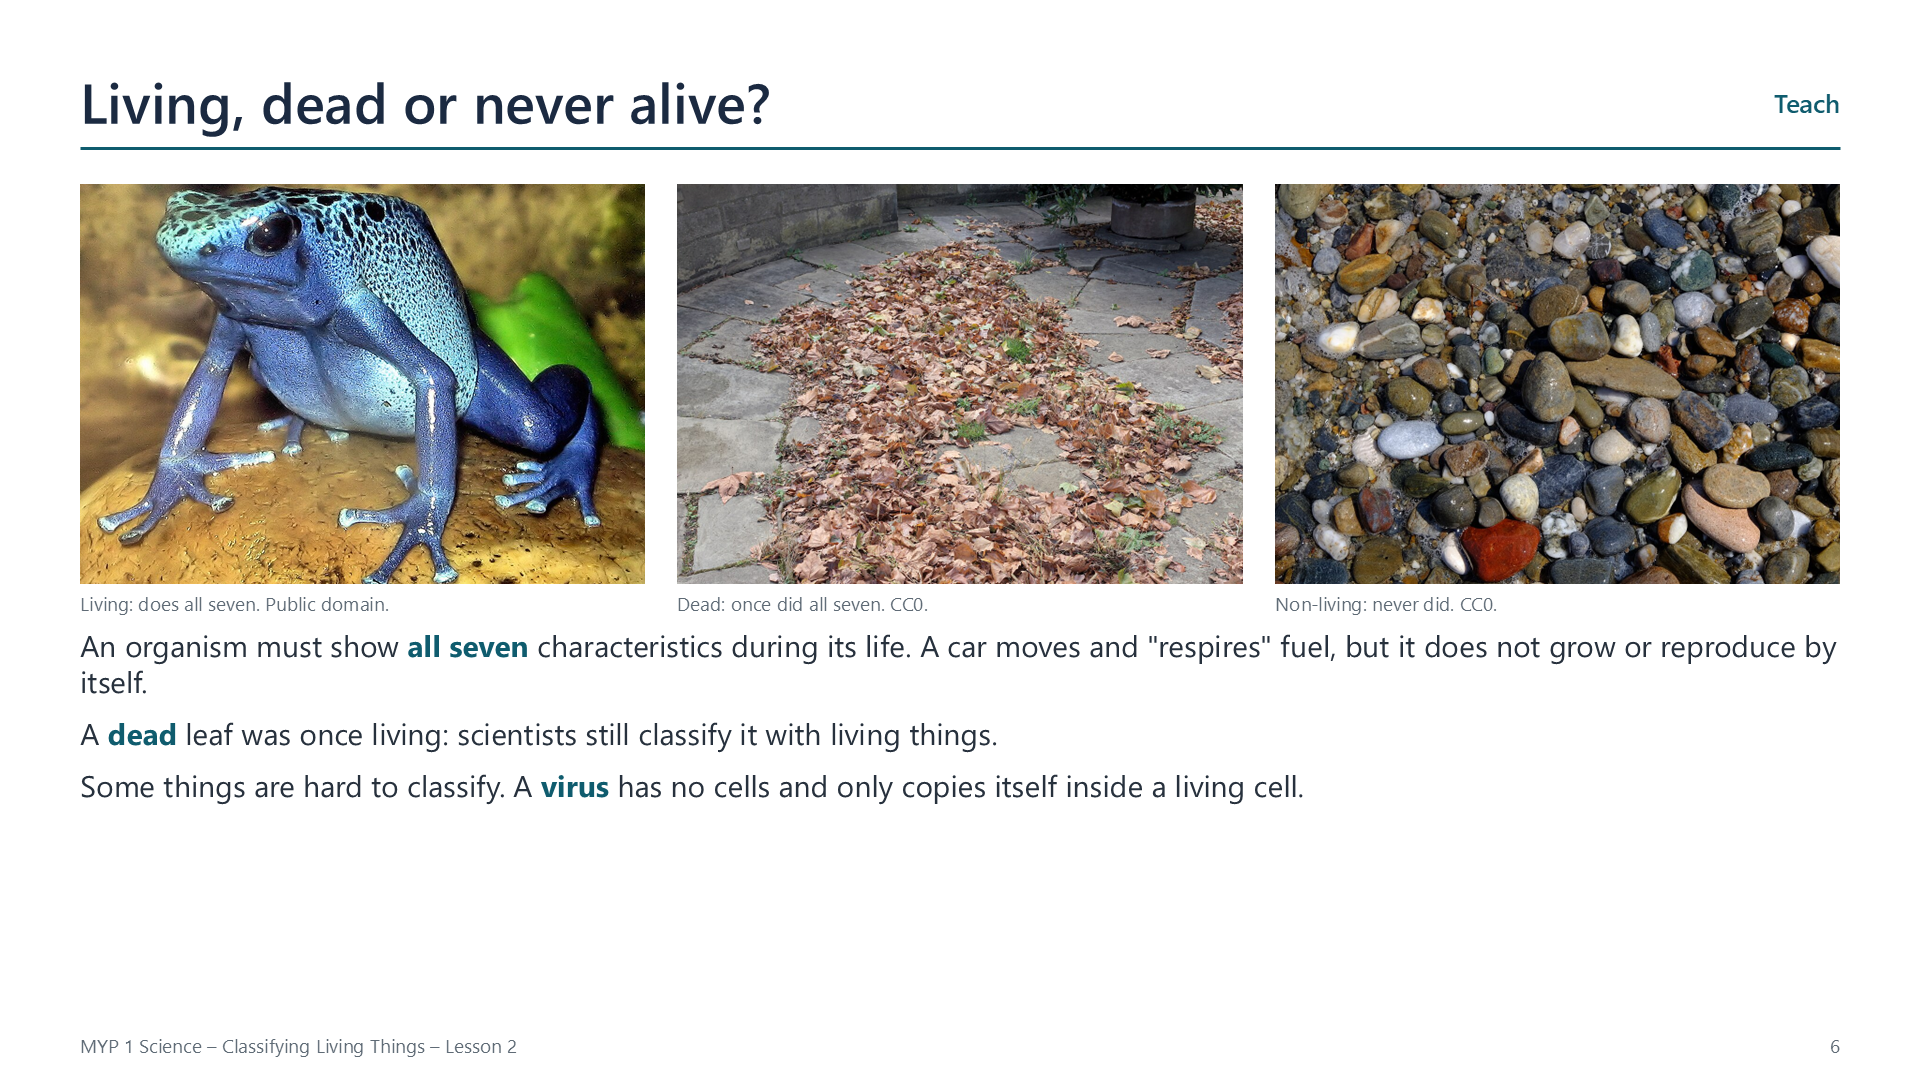 Living, dead or never alive?
Teach
Living: does all seven. Public domain.
Dead: once did all seven. CC0.
Non-living: never did. CC0.
An organism must show all seven characteristics during its life. A car moves and "respires" fuel, but it does not grow or reproduce by
itself.
A dead leaf was once living: scientists still classify it with living things.
Some things are hard to classify. A virus has no cells and only copies itself inside a living cell.
MYP 1 Science – Classifying Living Things – Lesson 2
6